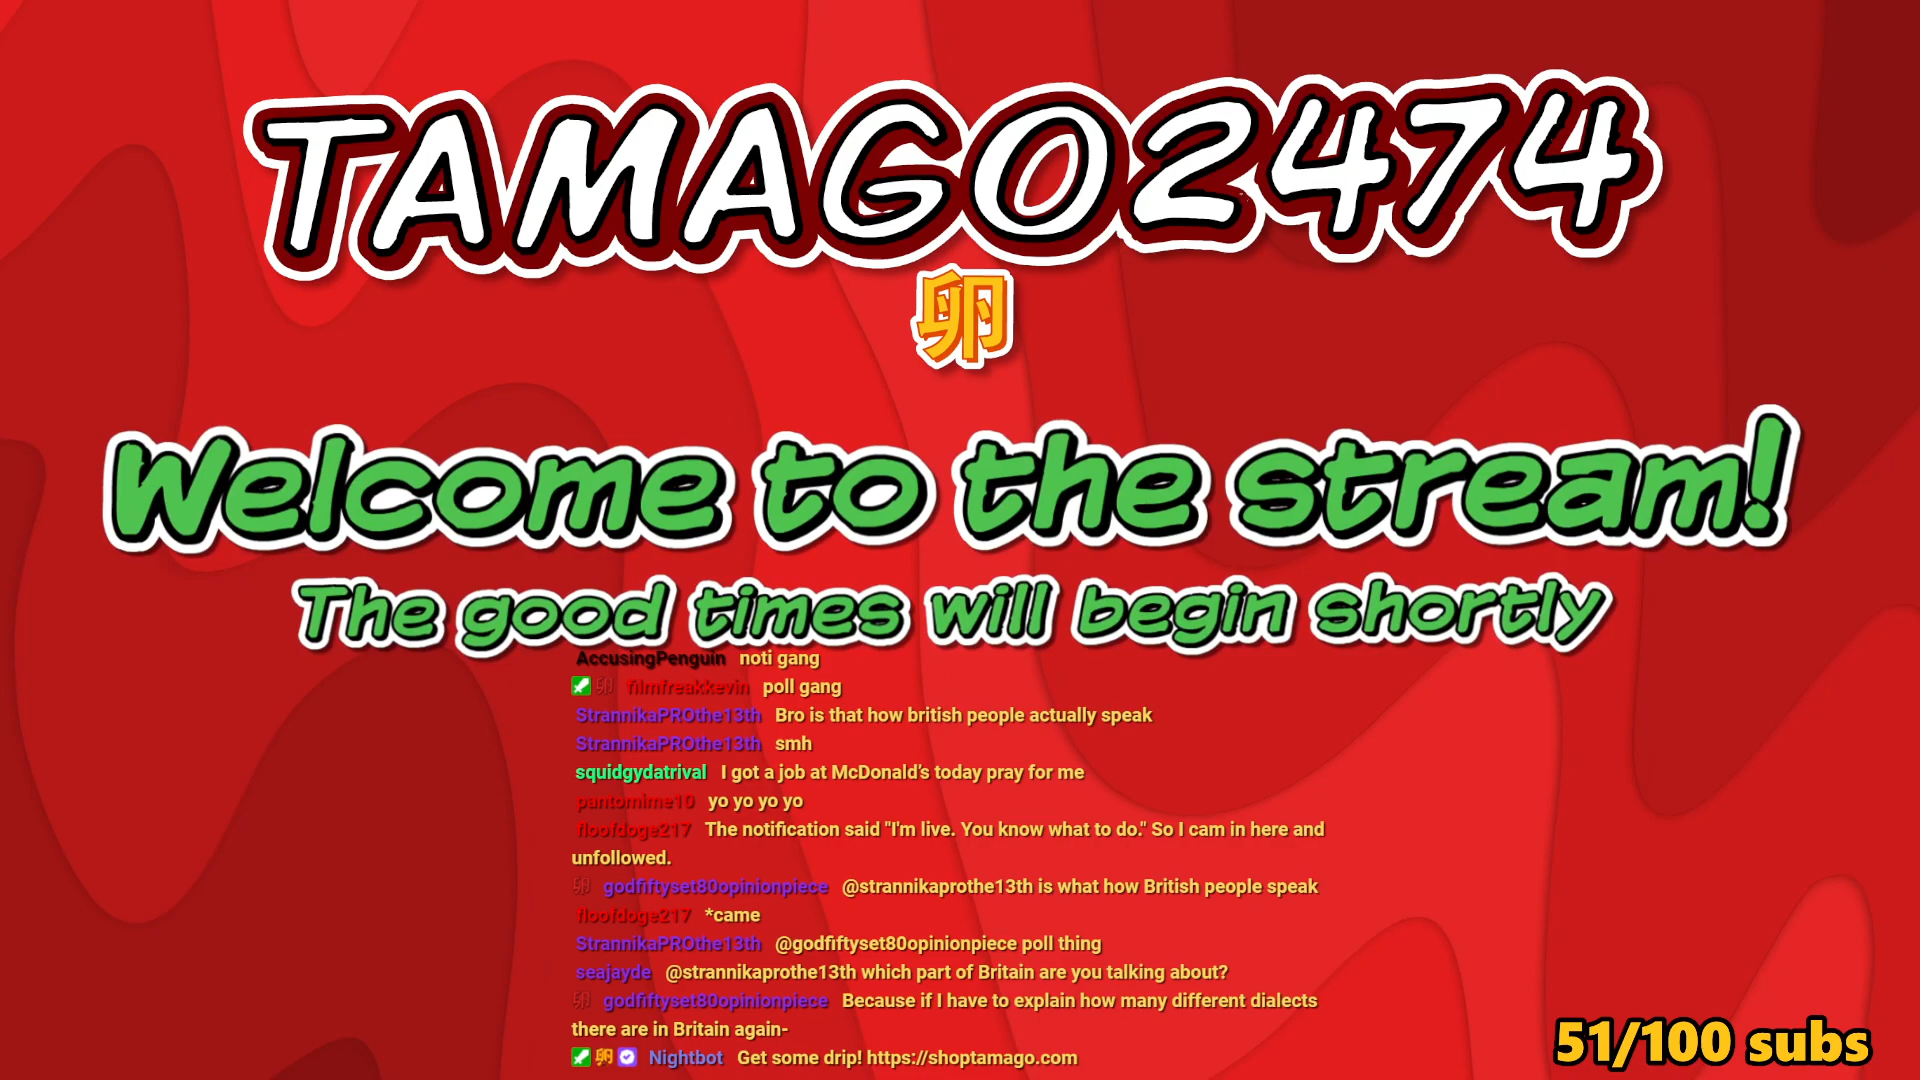 TAMAGO2474
卵
Welcome to the stream!
The good times will begin shortly
AccusingPenguin noti gang
卵 filmfreakkevin poll gang
StrannikaPROthe13th Bro is that how british people actually speak
StrannikaPROthe13th smh
squidgydatrival I got a job at McDonald's today pray for me
pantomime10 yo yo yo yo
floofdoge217 The notification said "I'm live. You know what to do." So I cam in here and
unfollowed.
卵 godfiftyset80opinionpiece @strannikaprothe13th is what how British people speak
floofdoge217 *came
StrannikaPROthe13th @godfiftyset80opinionpiece poll thing
seajayde @strannikaprothe13th which part of Britain are you talking about?
卵 godfiftyset80opinionpiece Because if I have to explain how many different dialects
there are in Britain again-
卵 Nightbot Get some drip! https://shoptamago.com
51/100 subs